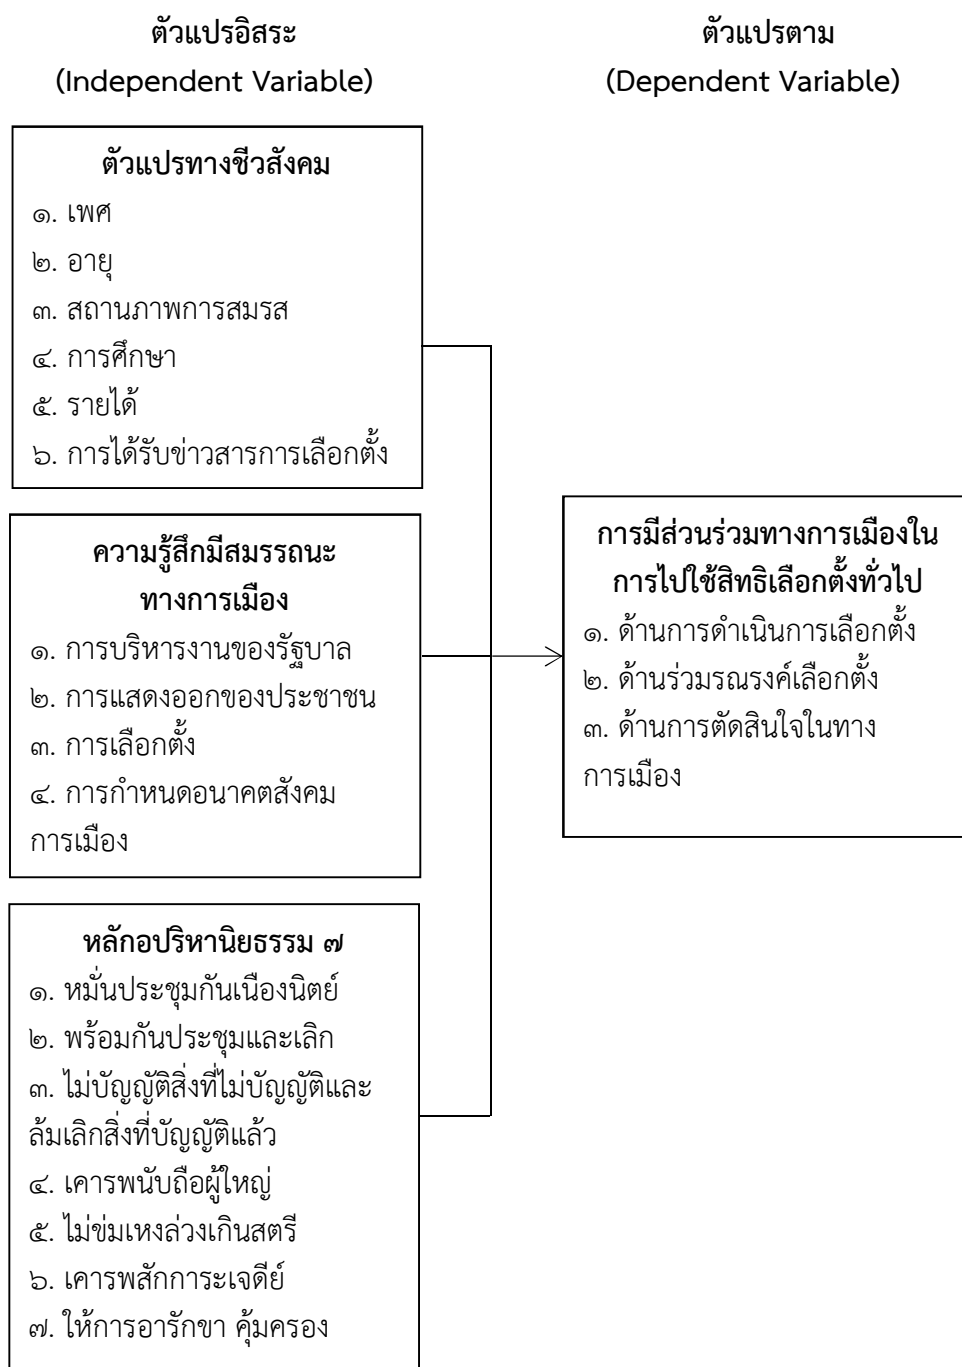 ตัวแปรอิสระ
(Independent Variable)
ตัวแปรตาม
(Dependent Variable)
ตัวแปรทางชีวสังคม
๑. เพศ
๒. อายุ
๓. สถานภาพการสมรส
๔. การศึกษา
๕. รายได้
๖. การได้รับข่าวสารการเลือกตั้ง
ความรู้สึกมีสมรรถนะ
ทางการเมือง
๑. การบริหารงานของรัฐบาล
๒. การแสดงออกของประชาชน
๓. การเลือกตั้ง
๔. การกำหนดอนาคตสังคม
การเมือง
หลักอปริหานิยธรรม ๗
๑. หมั่นประชุมกันเนืองนิตย์
๒. พร้อมกันประชุมและเลิก
๓. ไม่บัญญัติสิ่งที่ไม่บัญญัติและ
ล้มเลิกสิ่งที่บัญญัติแล้ว
๔. เคารพนับถือผู้ใหญ่
๕. ไม่ข่มเหงล่วงเกินสตรี
๖. เคารพสักการะเจดีย์
๗. ให้การอารักขา คุ้มครอง
การมีส่วนร่วมทางการเมืองใน
การไปใช้สิทธิเลือกตั้งทั่วไป
๑. ด้านการดำเนินการเลือกตั้ง
๒. ด้านร่วมรณรงค์เลือกตั้ง
๓. ด้านการตัดสินใจในทาง
การเมือง